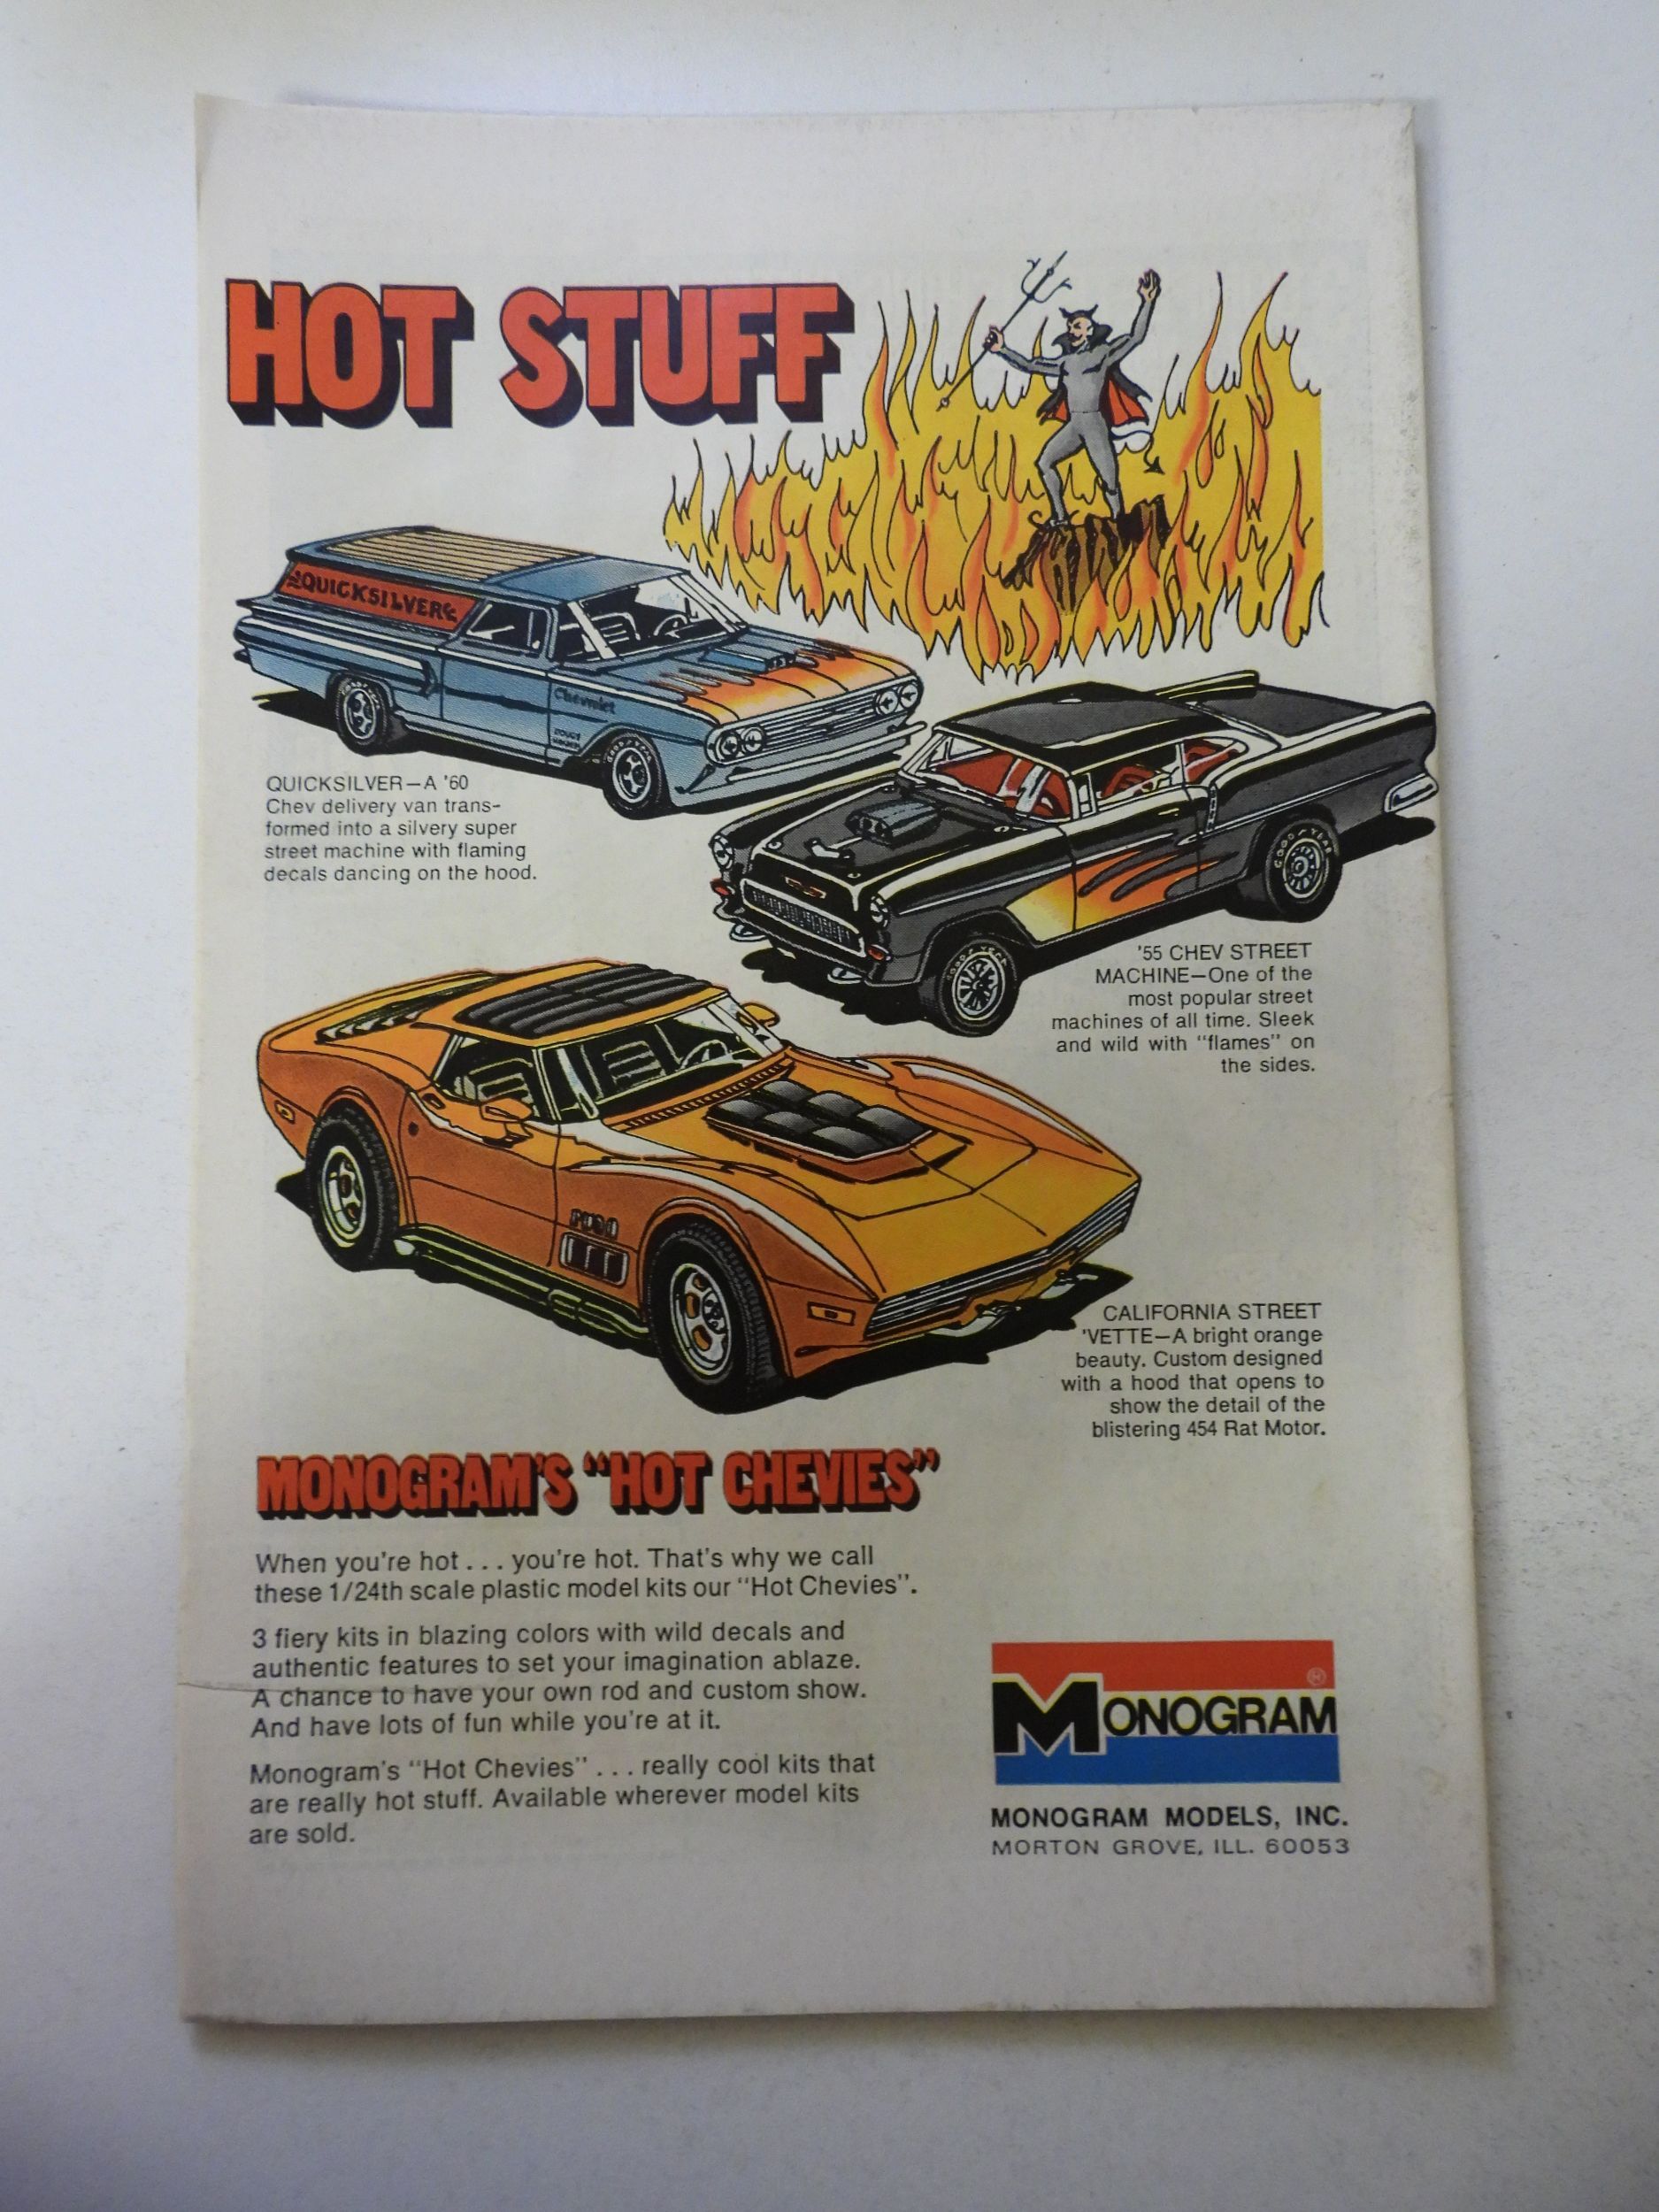 HOT STUFF
QUICKSILVER
Chevrolet
QUICKSILVER—A '60
Chev delivery van trans-
formed into a silvery super
street machine with flaming
decals dancing on the hood.
GOOD YEAR
'55 CHEV STREET
MACHINE—One of the
most popular street
machines of all time. Sleek
and wild with "flames" on
the sides.
CALIFORNIA STREET
'VETTE—A bright orange
beauty. Custom designed
with a hood that opens to
show the detail of the
blistering 454 Rat Motor.
MONOGRAM'S "HOT CHEVIES"
When you're hot . . . you're hot. That's why we call
these 1/24th scale plastic model kits our "Hot Chevies".
3 fiery kits in blazing colors with wild decals and
authentic features to set your imagination ablaze.
A chance to have your own rod and custom show.
And have lots of fun while you're at it.
Monogram's "Hot Chevies" . . . really cool kits that
are really hot stuff. Available wherever model kits
are sold.
MONOGRAM ®
MONOGRAM MODELS, INC.
MORTON GROVE, ILL. 60053